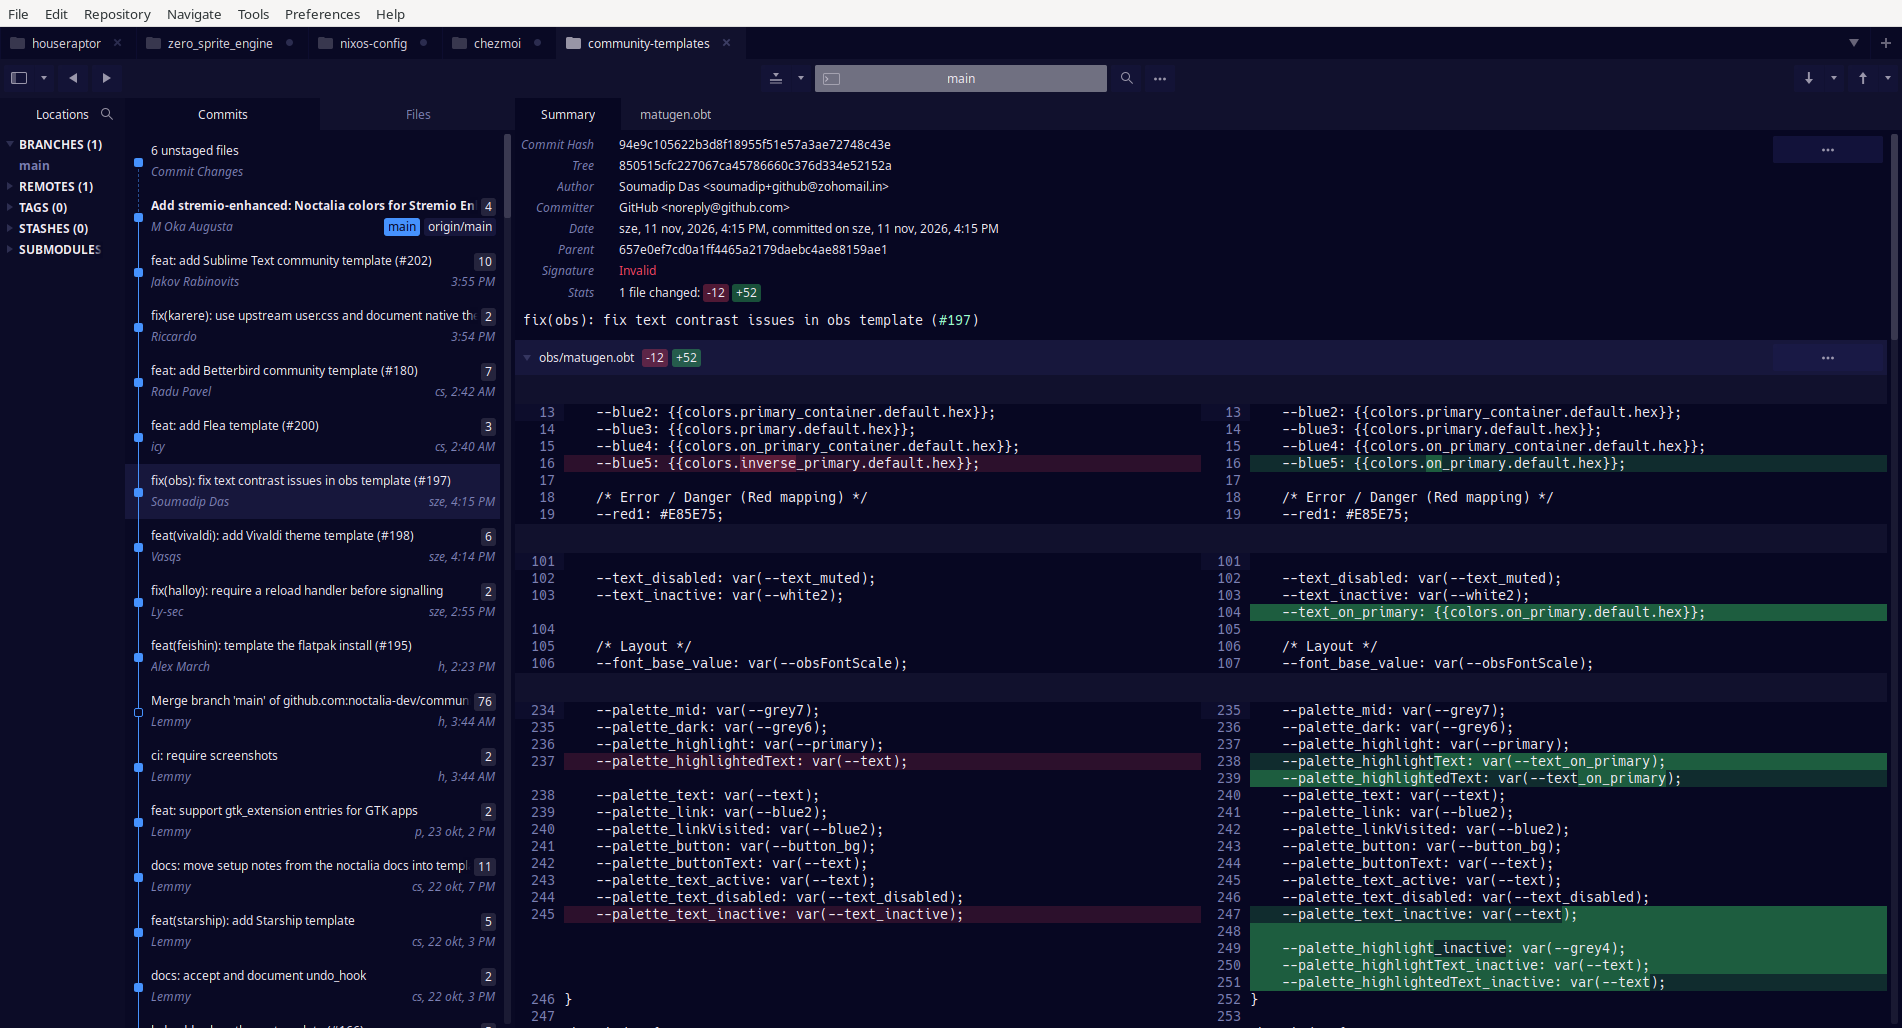 File Edit Repository Navigate Tools Preferences Help
houseraptor zero_sprite_engine nixos-config chezmoi community-templates
main
Locations
BRANCHES (1)
main
REMOTES (1)
TAGS (0)
STASHES (0)
SUBMODULES
Commits Files
6 unstaged files
Commit Changes
Add stremio-enhanced: Noctalia colors for Stremio En 4
M Oka Augusta main origin/main
feat: add Sublime Text community template (#202) 10
Jakov Rabinovits 3:55 PM
fix(karere): use upstream user.css and document native th 2
Riccardo 3:54 PM
feat: add Betterbird community template (#180) 7
Radu Pavel cs, 2:42 AM
feat: add Flea template (#200) 3
icy cs, 2:40 AM
fix(obs): fix text contrast issues in obs template (#197)
Soumadip Das sze, 4:15 PM
feat(vivaldi): add Vivaldi theme template (#198) 6
Vasqs sze, 4:14 PM
fix(halloy): require a reload handler before signalling 2
Ly-sec sze, 2:55 PM
feat(feishin): template the flatpak install (#195)
Alex March h, 2:23 PM
Merge branch 'main' of github.com:noctalia-dev/commun 76
Lemmy h, 3:44 AM
ci: require screenshots 2
Lemmy h, 3:44 AM
feat: support gtk_extension entries for GTK apps 2
Lemmy p, 23 okt, 2 PM
docs: move setup notes from the noctalia docs into templ 11
Lemmy cs, 22 okt, 7 PM
feat(starship): add Starship template 5
Lemmy cs, 22 okt, 3 PM
docs: accept and document undo_hook 2
Lemmy cs, 22 okt, 3 PM
Summary matugen.obt
Commit Hash 94e9c105622b3d8f18955f51e57a3ae72748c43e
Tree 850515cfc227067ca45786660c376d334e52152a
Author Soumadip Das <soumadip+github@zohomail.in>
Committer GitHub <noreply@github.com>
Date sze, 11 nov, 2026, 4:15 PM, committed on sze, 11 nov, 2026, 4:15 PM
Parent 657e0ef7cd0a1ff4465a2179daebc4ae88159ae1
Signature Invalid
Stats 1 file changed: -12 +52
fix(obs): fix text contrast issues in obs template (#197)
obs/matugen.obt -12 +52
13 --blue2: {{colors.primary_container.default.hex}}; 13 --blue2: {{colors.primary_container.default.hex}};
14 --blue3: {{colors.primary.default.hex}}; 14 --blue3: {{colors.primary.default.hex}};
15 --blue4: {{colors.on_primary_container.default.hex}}; 15 --blue4: {{colors.on_primary_container.default.hex}};
16 --blue5: {{colors.inverse_primary.default.hex}}; 16 --blue5: {{colors.on_primary.default.hex}};
17 17
18 /* Error / Danger (Red mapping) */ 18 /* Error / Danger (Red mapping) */
19 --red1: #E85E75; 19 --red1: #E85E75;
101 101
102 --text_disabled: var(--text_muted); 102 --text_disabled: var(--text_muted);
103 --text_inactive: var(--white2); 103 --text_inactive: var(--white2);
104 --text_on_primary: {{colors.on_primary.default.hex}};
104 105
105 /* Layout */ 106 /* Layout */
106 --font_base_value: var(--obsFontScale); 107 --font_base_value: var(--obsFontScale);
234 --palette_mid: var(--grey7); 235 --palette_mid: var(--grey7);
235 --palette_dark: var(--grey6); 236 --palette_dark: var(--grey6);
236 --palette_highlight: var(--primary); 237 --palette_highlight: var(--primary);
237 --palette_highlightedText: var(--text); 238 --palette_highlightText: var(--text_on_primary);
239 --palette_highlightedText: var(--text_on_primary);
238 --palette_text: var(--text); 240 --palette_text: var(--text);
239 --palette_link: var(--blue2); 241 --palette_link: var(--blue2);
240 --palette_linkVisited: var(--blue2); 242 --palette_linkVisited: var(--blue2);
241 --palette_button: var(--button_bg); 243 --palette_button: var(--button_bg);
242 --palette_buttonText: var(--text); 244 --palette_buttonText: var(--text);
243 --palette_text_active: var(--text); 245 --palette_text_active: var(--text);
244 --palette_text_disabled: var(--text_disabled); 246 --palette_text_disabled: var(--text_disabled);
245 --palette_text_inactive: var(--text_inactive); 247 --palette_text_inactive: var(--text);
248
249 --palette_highlight_inactive: var(--grey4);
250 --palette_highlightText_inactive: var(--text);
251 --palette_highlightedText_inactive: var(--text);
246 } 252 }
247 253